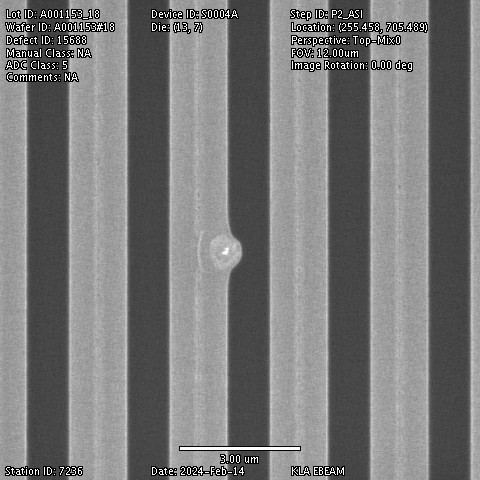 Lot ID: A001153_18
Wafer ID: A001153#18
Defect ID: 15688
Manual Class: NA
ADC Class: 5
Comments: NA
Device ID: S0004A
Die: (13, 7)
Step ID: P2_ASI
Location: (255.458, 705.489)
Perspective: Top-Mix0
FOV: 12.00um
Image Rotation: 0.00 deg
3.00 um
Station ID: 7236
Date: 2024-Feb-14
KLA EBEAM